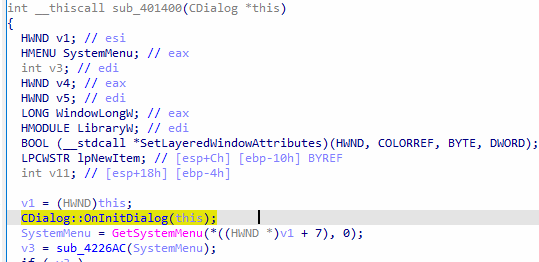 int __thiscall sub_401400(CDialog *this)
{
HWND v1; // esi
HMENU SystemMenu; // eax
int v3; // edi
HWND v4; // eax
HWND v5; // edi
LONG WindowLongW; // eax
HMODULE LibraryW; // edi
BOOL (__stdcall *SetLayeredWindowAttributes)(HWND, COLORREF, BYTE, DWORD);
LPCWSTR lpNewItem; // [esp+Ch] [ebp-10h] BYREF
int v11; // [esp+18h] [ebp-4h]
v1 = (HWND)this;
CDialog::OnInitDialog(this);
SystemMenu = GetSystemMenu(*((HWND *)v1 + 7), 0);
v3 = sub_4226AC(SystemMenu);
if ( v3 )